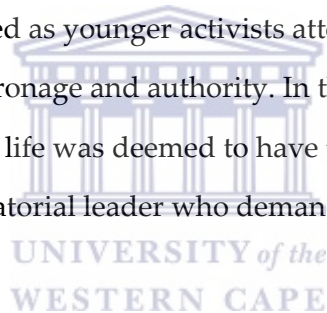 ed as younger activists atte
ronage and authority. In t
life was deemed to have
atorial leader who deman
UNIVERSITY of the
WESTERN CAPE